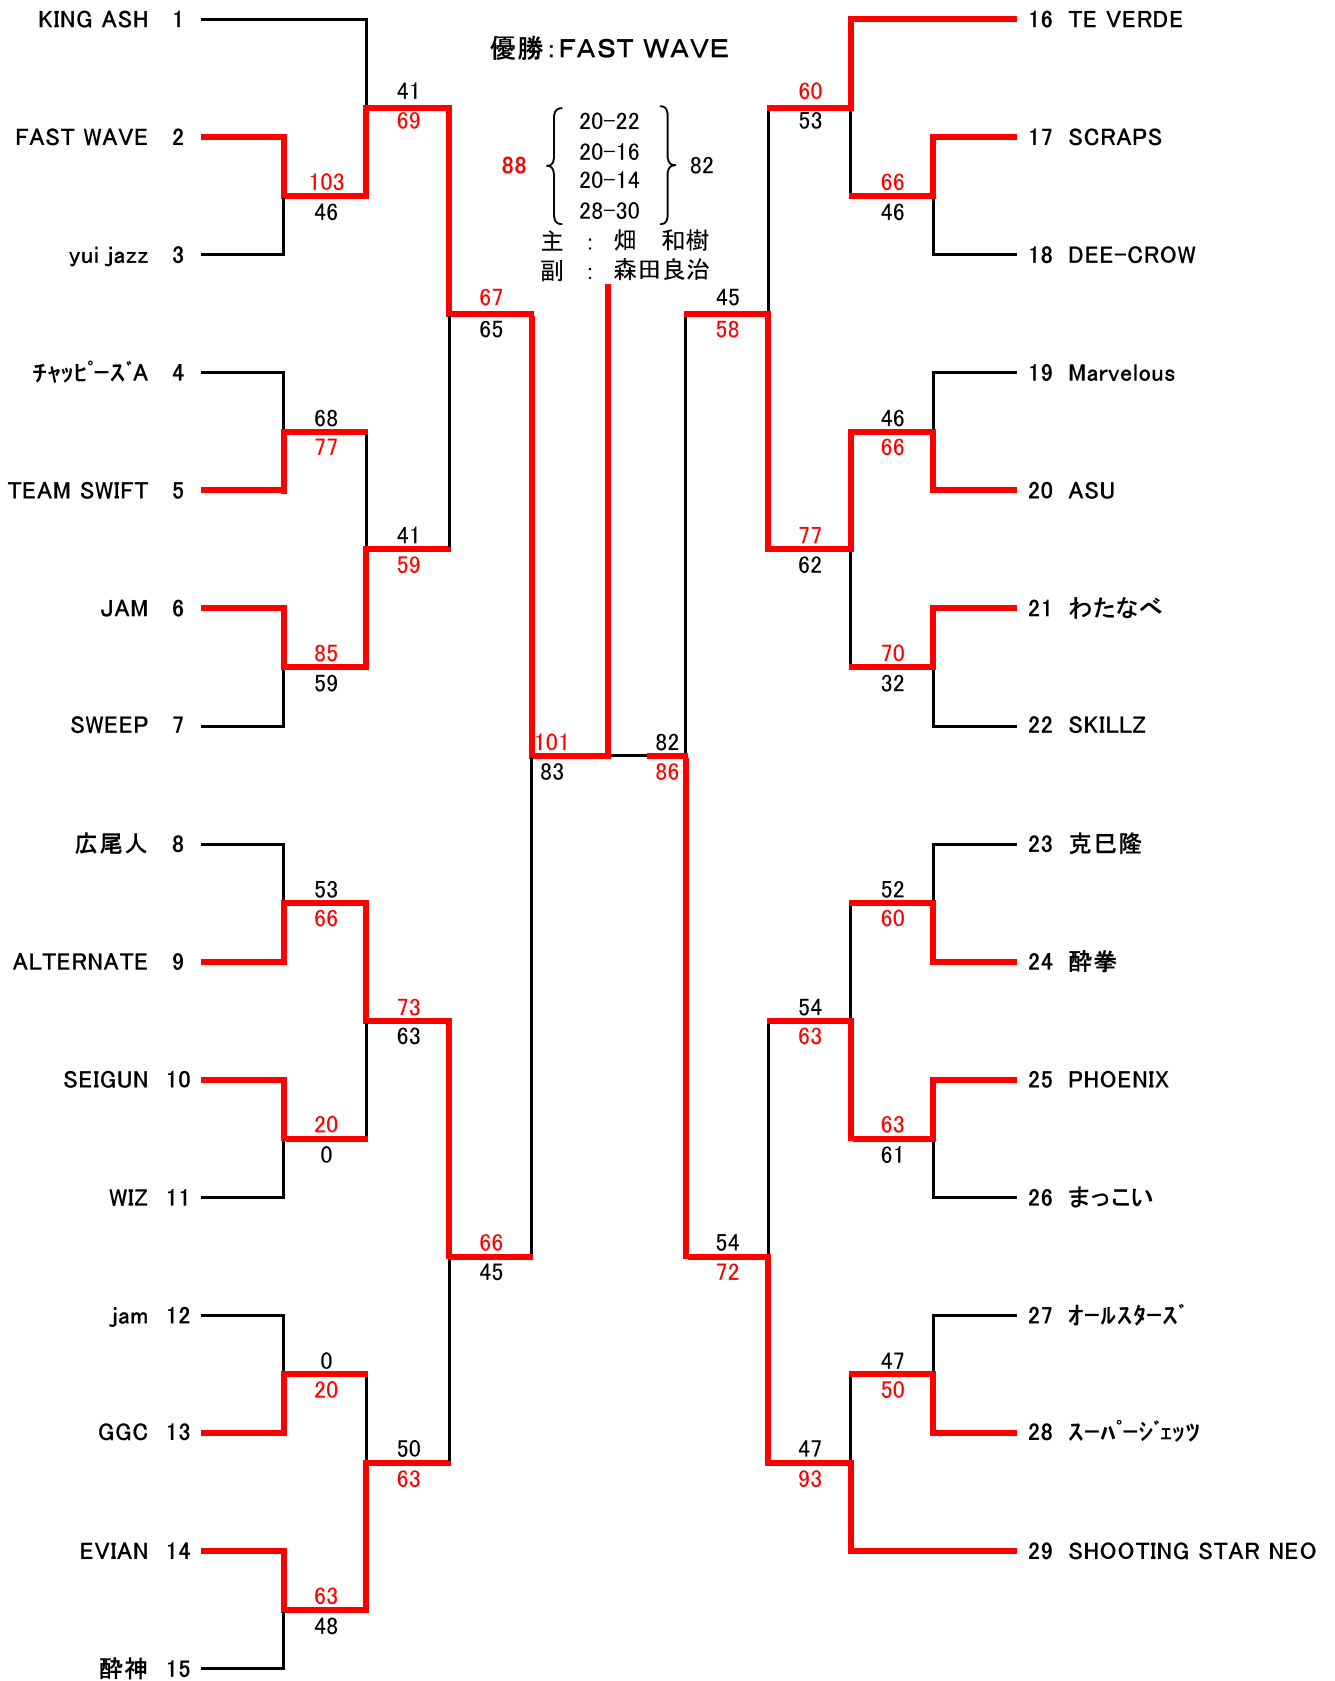 KING ASH 1
16 TE VERDE
優勝:FAST WAVE
41
69
60
53
20-22
20-16
20-14
28-30
88
82
FAST WAVE 2
17 SCRAPS
103
46
66
46
yui jazz 3
18 DEE-CROW
主 : 畑 和樹
副 : 森田良治
67
65
45
58
ﾁｬｯﾋﾟｰｽﾞA 4
19 Marvelous
68
77
46
66
TEAM SWIFT 5
20 ASU
41
59
77
62
JAM 6
21 わたなべ
85
59
70
32
SWEEP 7
22 SKILLZ
101
83
82
86
広尾人 8
23 克巳隆
53
66
52
60
ALTERNATE 9
24 酔拳
73
63
54
63
SEIGUN 10
25 PHOENIX
20
0
63
61
WIZ 11
26 まっこい
66
45
54
72
jam 12
27 ｵｰﾙｽﾀｰｽﾞ
0
20
47
50
GGC 13
28 ｽｰﾊﾟｰｼﾞｪｯﾂ
50
63
47
93
EVIAN 14
29 SHOOTING STAR NEO
63
48
酔神 15